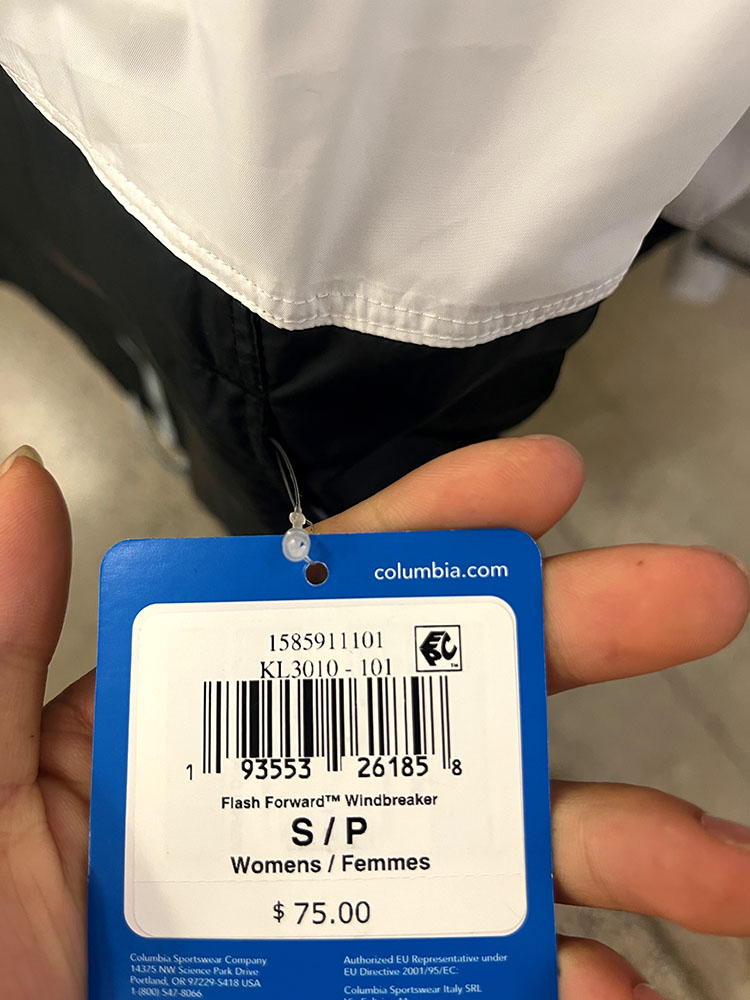 columbia.com
1585911101
KL3010 - 101
EPC™
1 93553 26185 8
Flash Forward™ Windbreaker
S / P
Womens / Femmes
$ 75.00
Columbia Sportswear Company
14375 NW Science Park Drive
Portland, OR 97229-5418 USA
1-(800) 547-8066
Authorized EU Representative under
EU Directive 2001/95/EC:
Columbia Sportswear Italy SRL